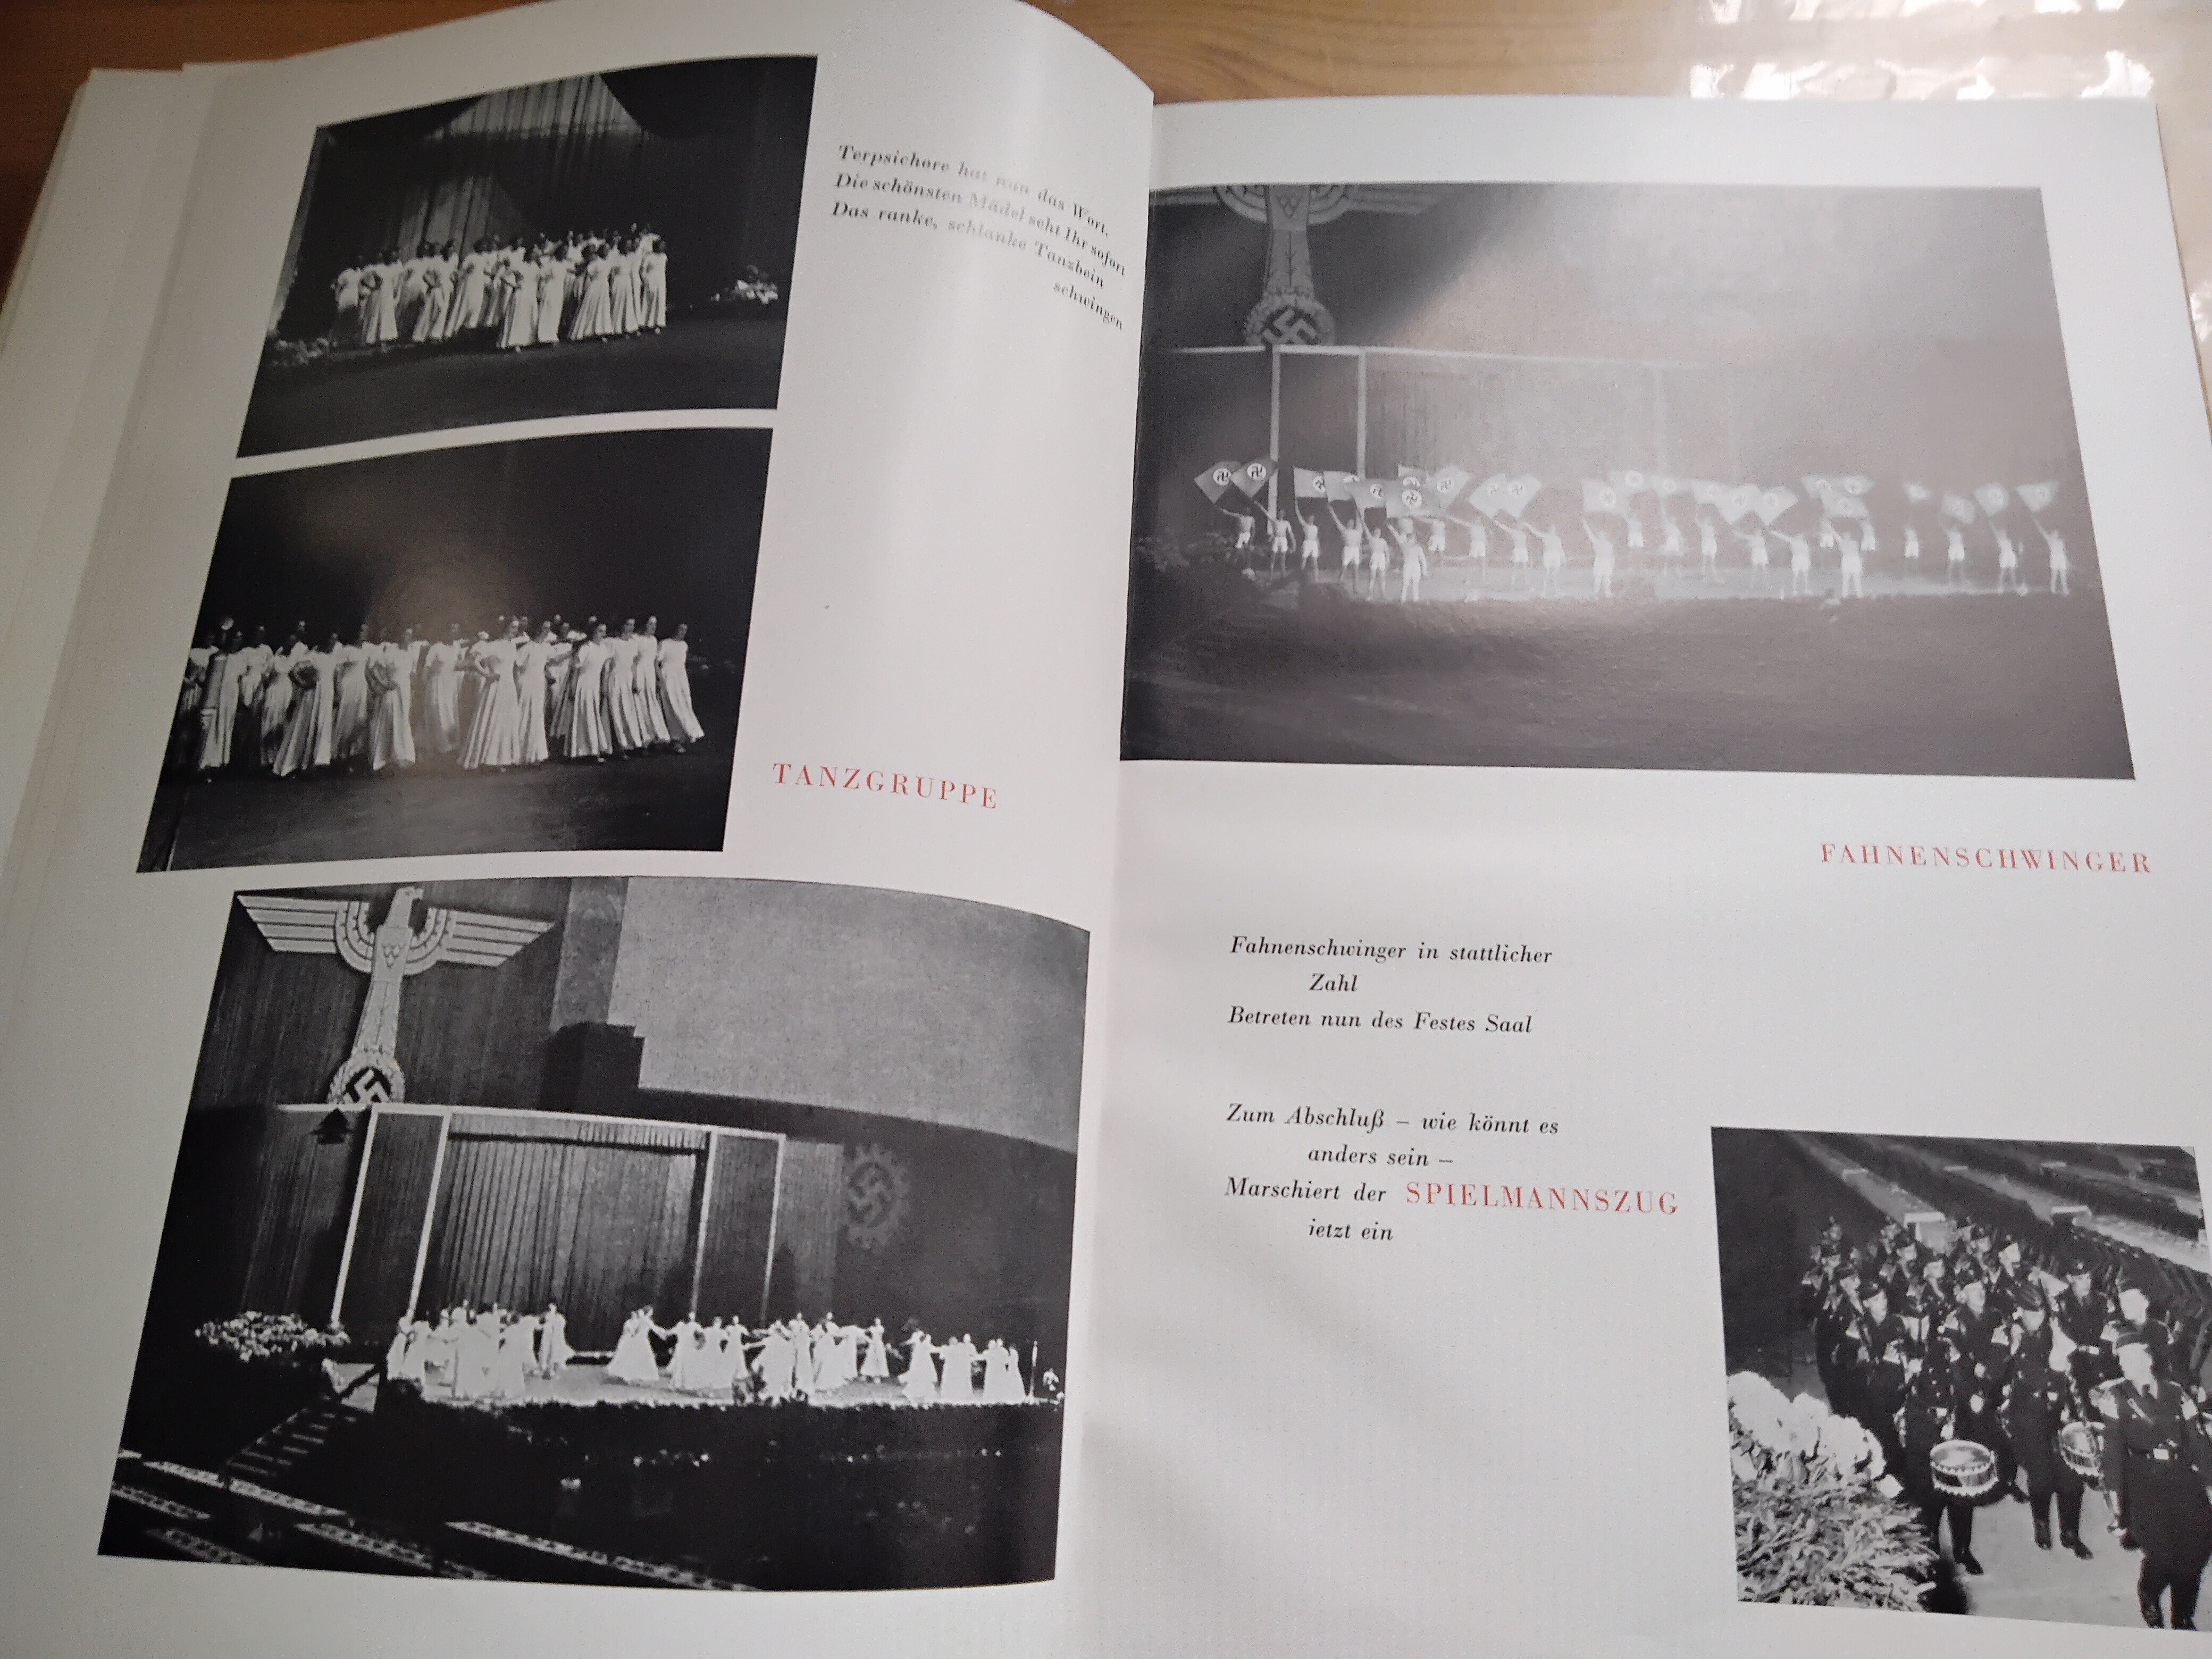 Terpsichore hat nun das Wort,
Die schönsten Mädel seht Ihr sofort
Das ranke, schlanke Tanzbein
schwingen
TANZGRUPPE
FAHNENSCHWINGER
Fahnenschwinger in stattlicher
Zahl
Betreten nun des Festes Saal
Zum Abschluß – wie könnt es
anders sein –
Marschiert der SPIELMANNSZUG
ietzt ein